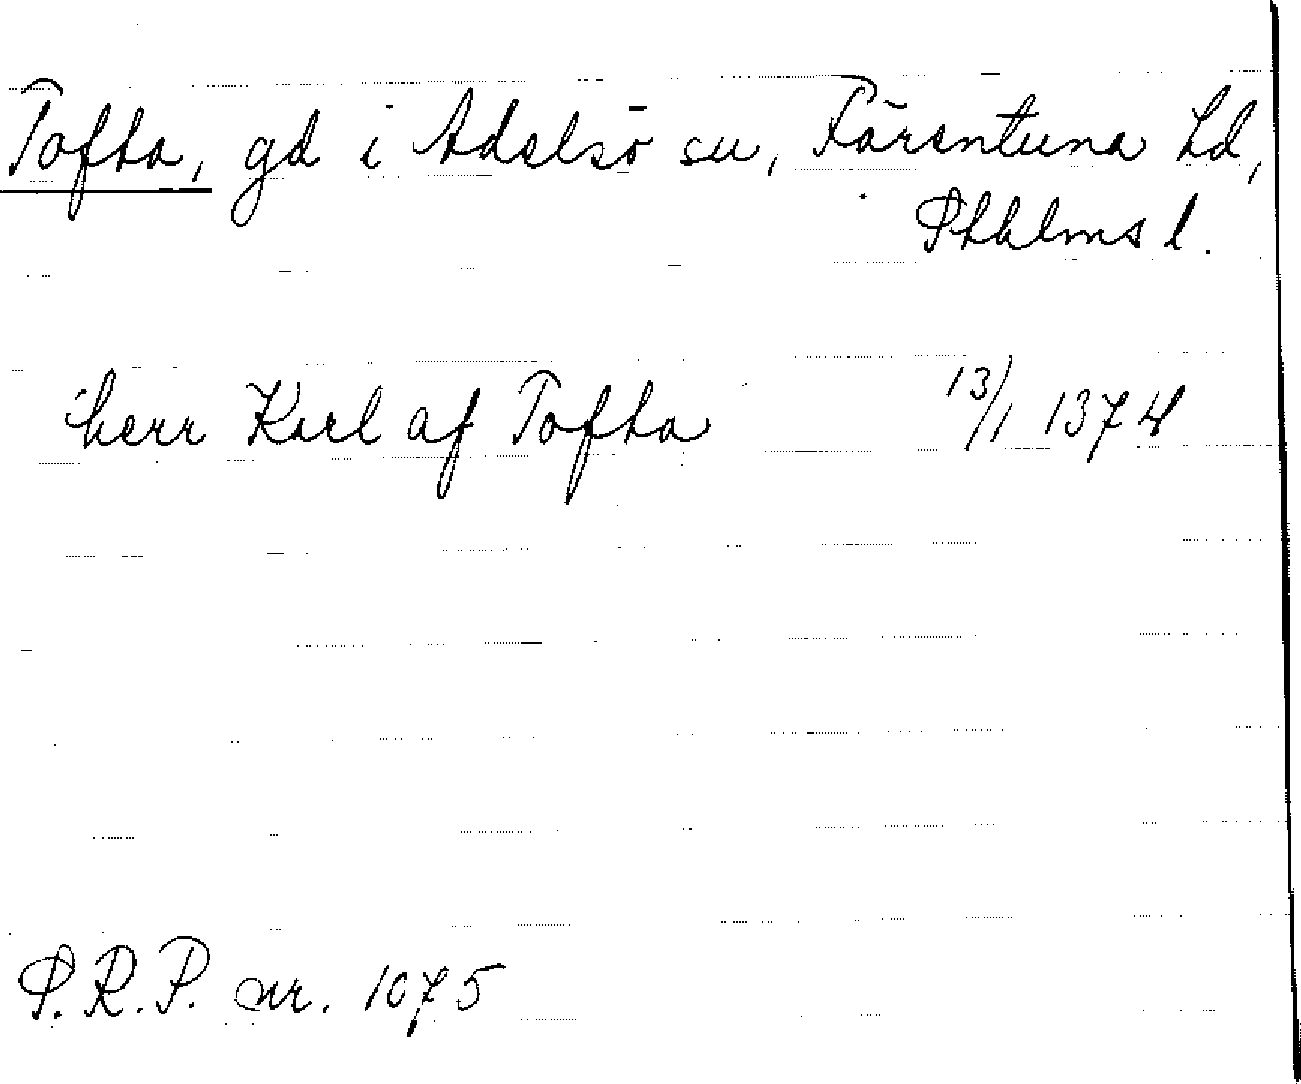 Tofta, gd i Adelsö sn, Färentuna hd,
Sthlms l.
herr Karl af Tofta 13/1 1374
S.R.P. nr. 1075